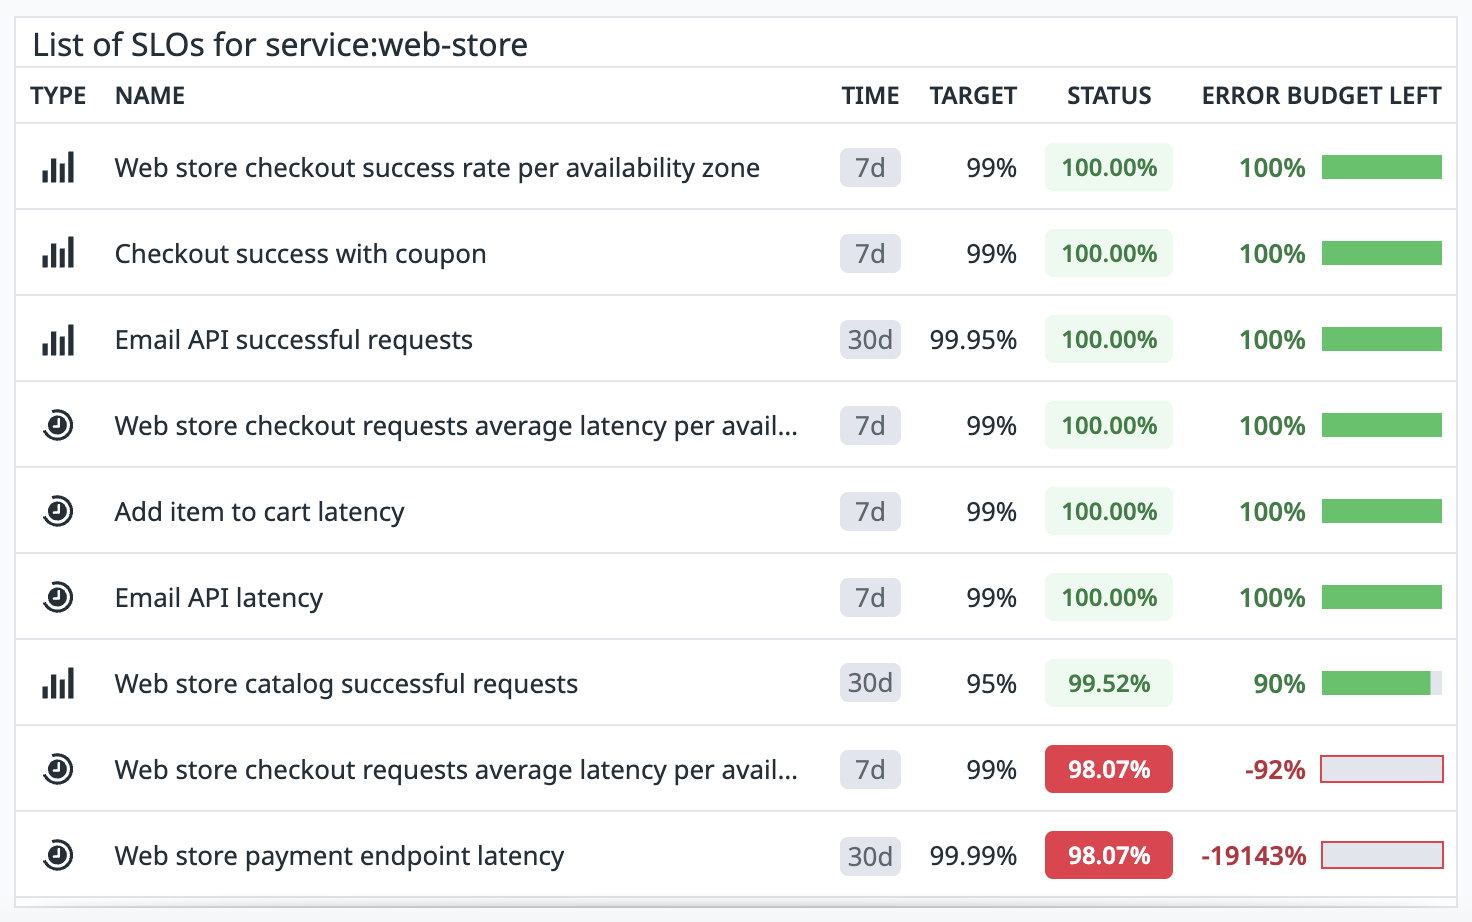 List of SLOs for service:web-store
TYPE NAME TIME TARGET STATUS ERROR BUDGET LEFT
Web store checkout success rate per availability zone 7d 99% 100.00% 100%
Checkout success with coupon 7d 99% 100.00% 100%
Email API successful requests 30d 99.95% 100.00% 100%
Web store checkout requests average latency per avail... 7d 99% 100.00% 100%
Add item to cart latency 7d 99% 100.00% 100%
Email API latency 7d 99% 100.00% 100%
Web store catalog successful requests 30d 95% 99.52% 90%
Web store checkout requests average latency per avail... 7d 99% 98.07% -92%
Web store payment endpoint latency 30d 99.99% 98.07% -19143%